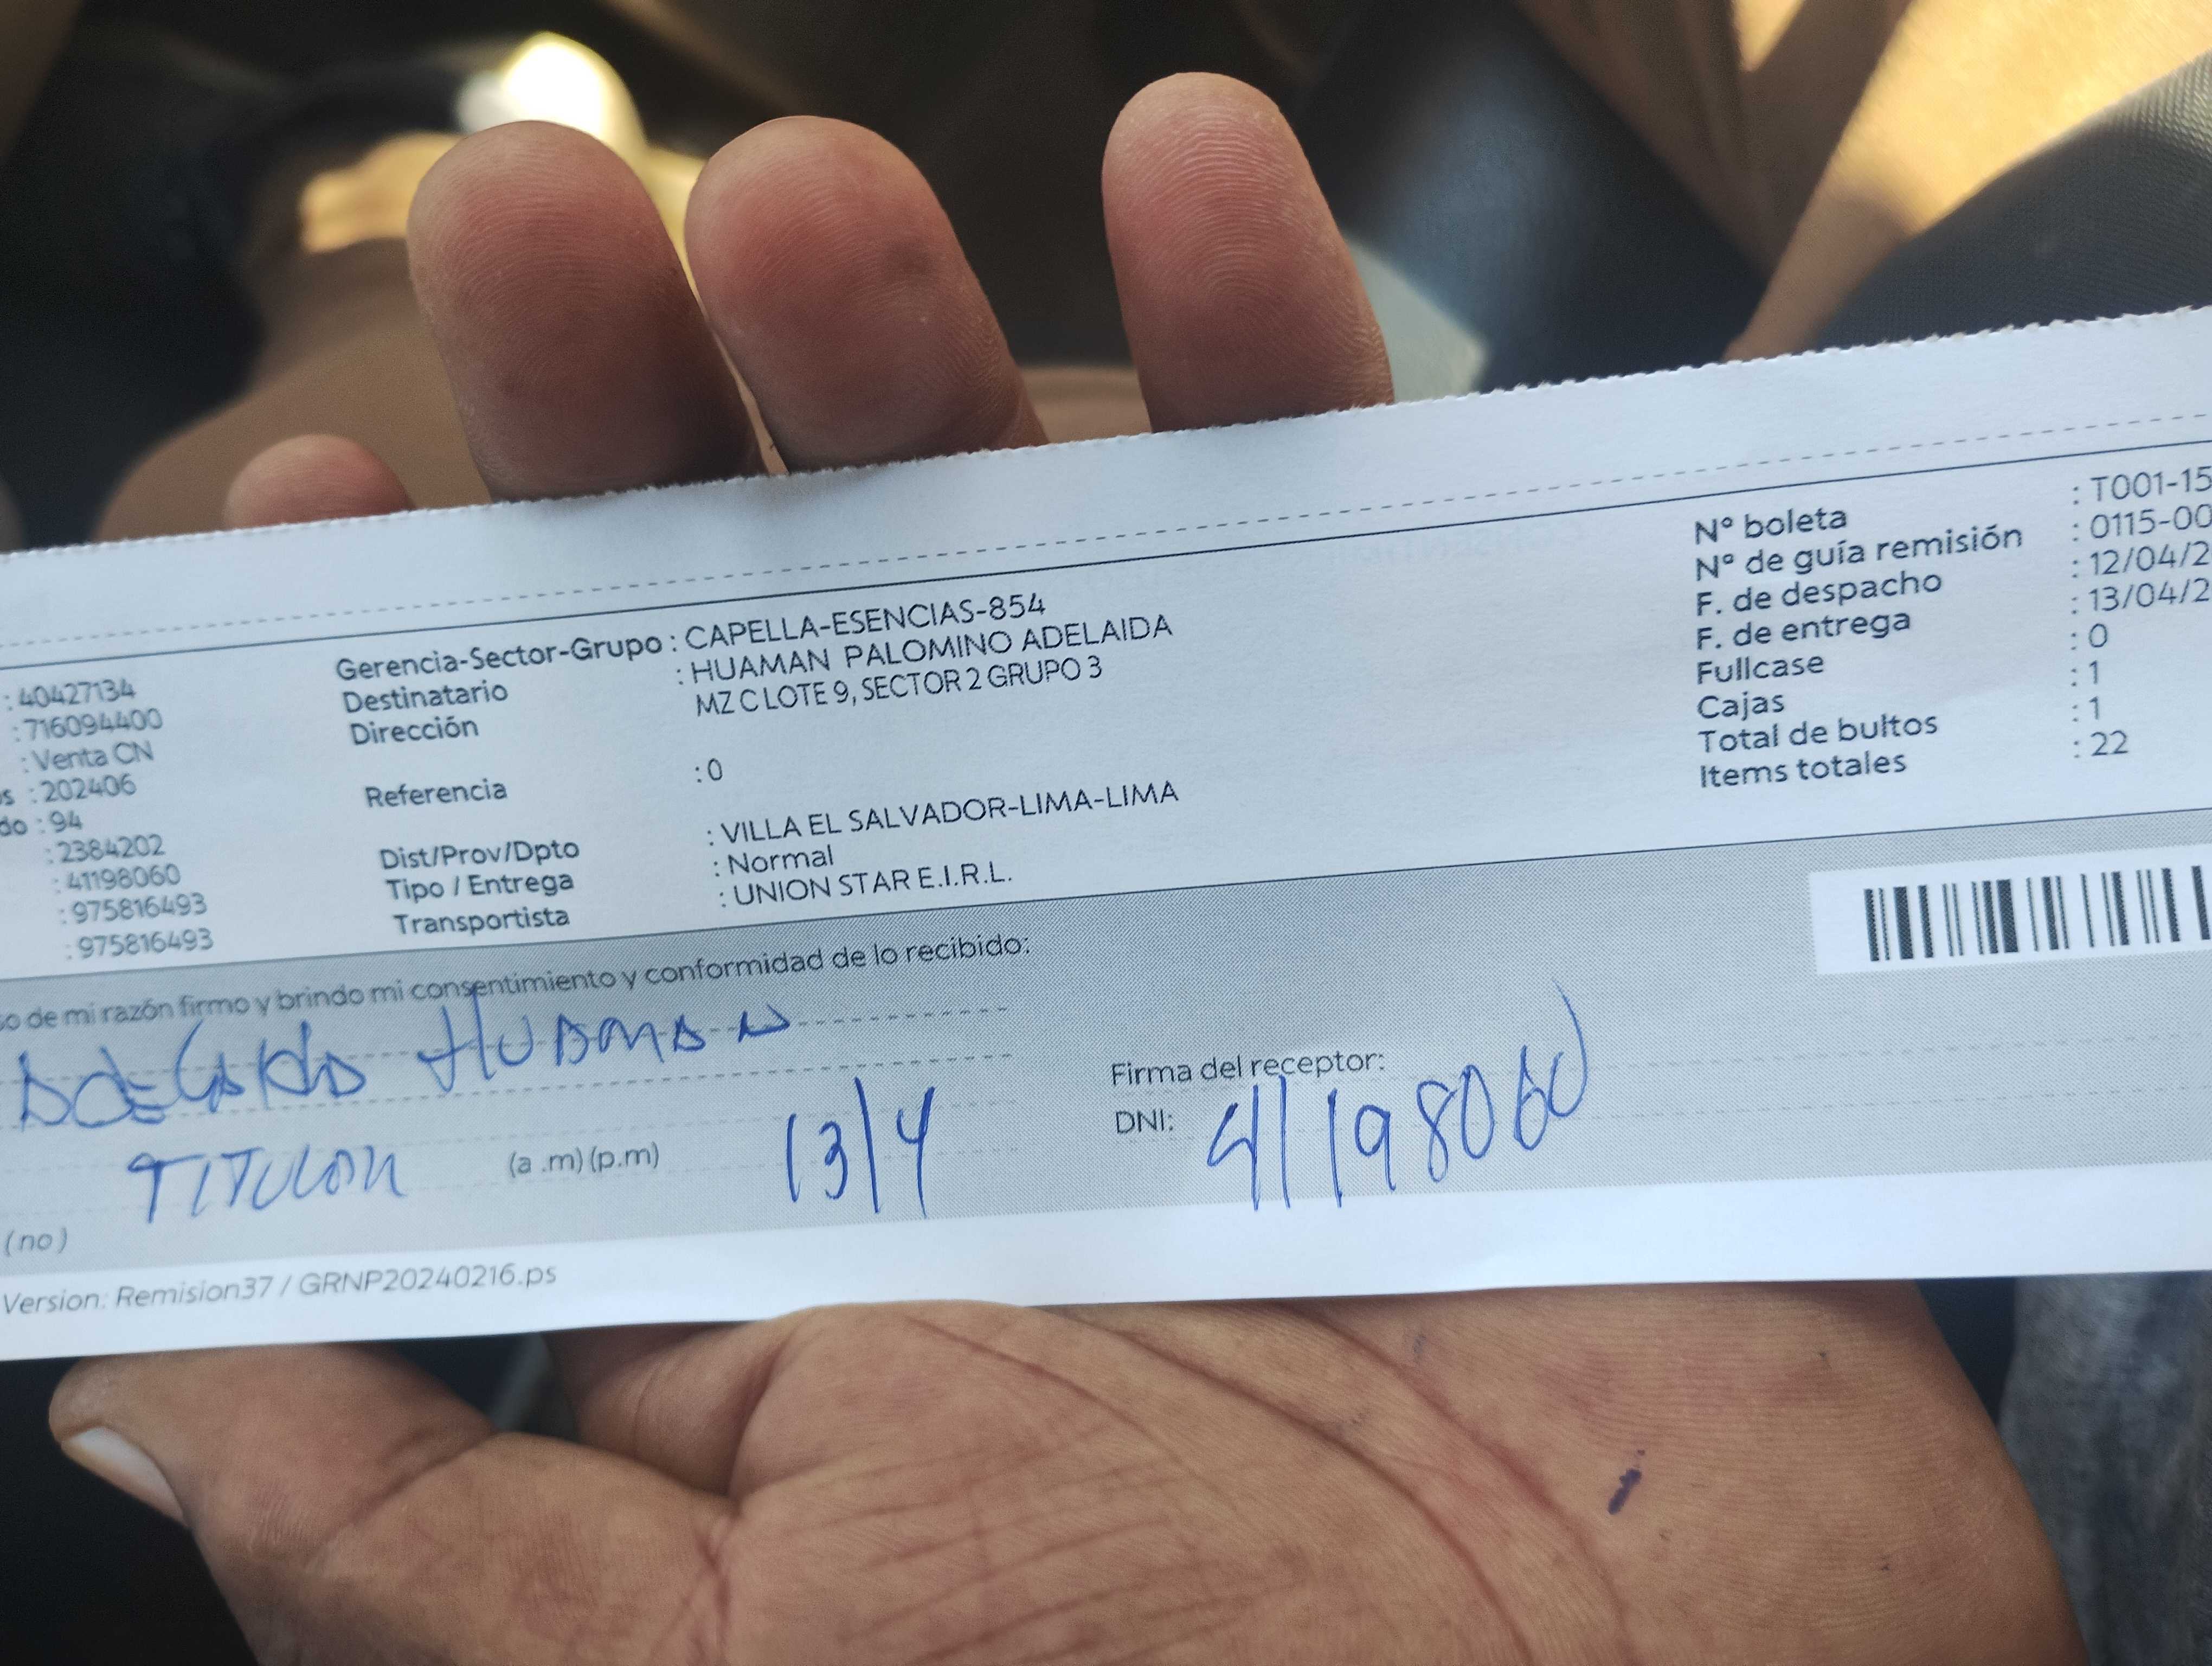 : 40427134
: 716094400
: Venta CN
s : 202406
do : 94
: 2384202
: 41198060
: 975816493
: 975816493
Gerencia-Sector-Grupo : CAPELLA-ESENCIAS-854
Destinatario : HUAMAN PALOMINO ADELAIDA
Dirección MZ C LOTE 9, SECTOR 2 GRUPO 3
Referencia : 0
Dist/Prov/Dpto : VILLA EL SALVADOR-LIMA-LIMA
Tipo / Entrega : Normal
Transportista : UNION STAR E.I.R.L.
N° boleta : T001-15
N° de guía remisión : 0115-00
F. de despacho : 12/04/2
F. de entrega : 13/04/2
Fullcase : 0
Cajas : 1
Total de bultos : 1
Items totales : 22
so de mi razón firmo y brindo mi consentimiento y conformidad de lo recibido:
HUAMAN
Firma del receptor:
TITULAR (a .m) (p.m) 13/4
DNI: 41198060
(no)
Version: Remision37 / GRNP20240216.ps